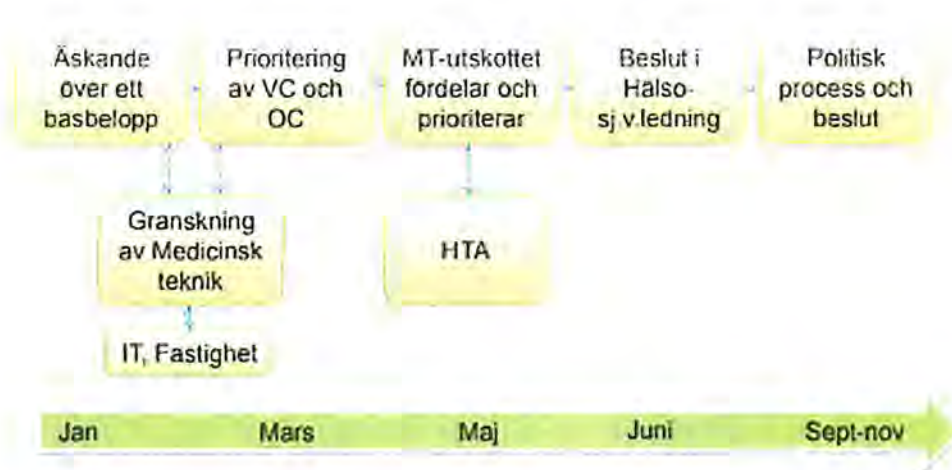 Äskande
över ett
basbelopp
Prioritering
av VC och
OC
MT-utskottet
fördelar och
prioriterar
Beslut i
Hälso-
sj.v.ledning
Politisk
process och
beslut
Granskning
av Medicinsk
teknik
HTA
IT, Fastighet
Jan
Mars
Maj
Juni
Sept-nov